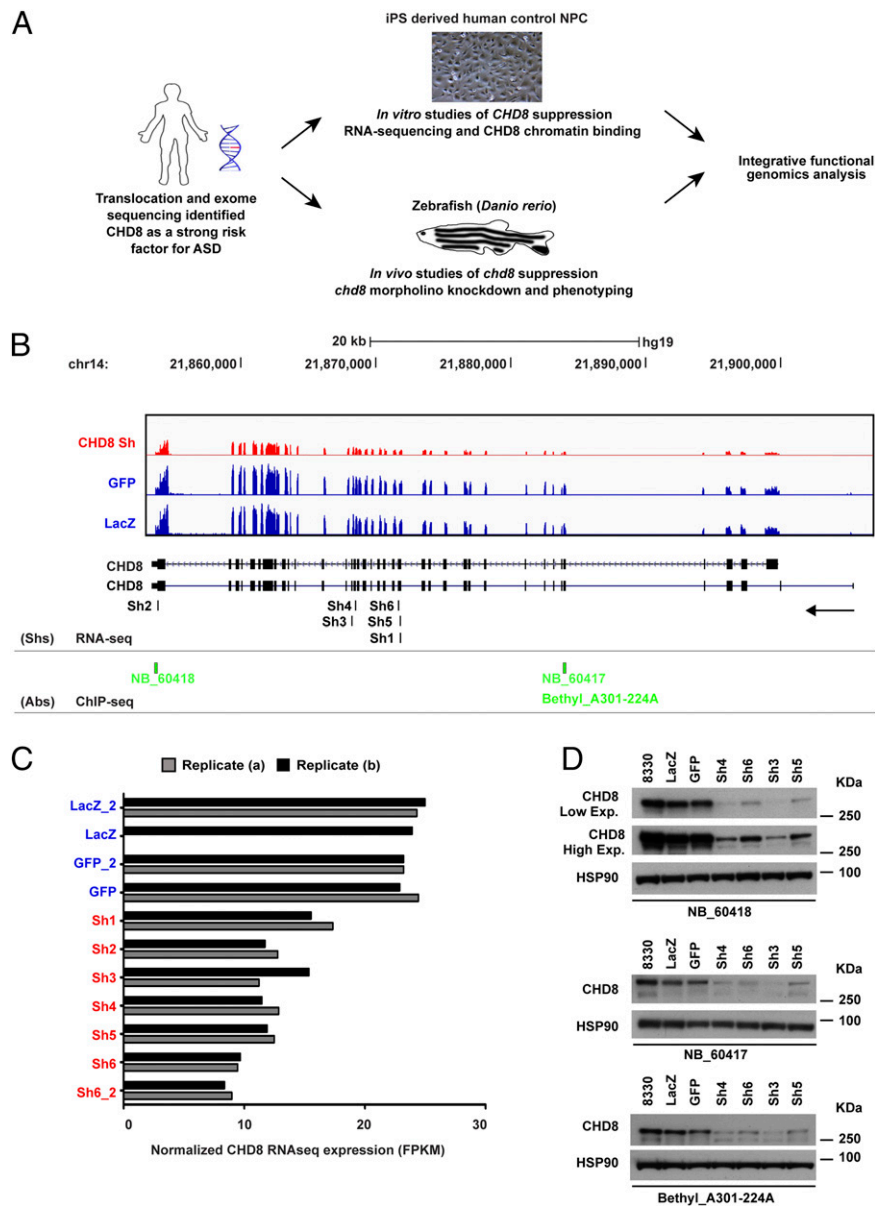 A
iPS derived human control NPC
In vitro studies of CHD8 suppression
RNA-sequencing and CHD8 chromatin binding
Translocation and exome
sequencing identified
CHD8 as a strong risk
factor for ASD
Integrative functional
genomics analysis
Zebrafish (Danio rerio)
In vivo studies of chd8 suppression
chd8 morpholino knockdown and phenotyping
B
20 kb hg19
chr14: 21,860,000 21,870,000 21,880,000 21,890,000 21,900,000
CHD8 Sh
GFP
LacZ
CHD8
CHD8
Sh2 Sh4 Sh6
Sh3 Sh5
Sh1
(Shs) RNA-seq
NB_60418 NB_60417
Bethyl_A301-224A
(Abs) ChIP-seq
C
Replicate (a) Replicate (b)
LacZ_2
LacZ
GFP_2
GFP
Sh1
Sh2
Sh3
Sh4
Sh5
Sh6
Sh6_2
0 10 20 30
Normalized CHD8 RNAseq expression (FPKM)
D
8330 LacZ GFP Sh4 Sh6 Sh3 Sh5
KDa
CHD8
Low Exp.
250
CHD8
High Exp.
250
HSP90
100
NB_60418
8330 LacZ GFP Sh4 Sh6 Sh3 Sh5
KDa
CHD8
250
HSP90
100
NB_60417
8330 LacZ GFP Sh4 Sh6 Sh3 Sh5
KDa
CHD8
250
HSP90
100
Bethyl_A301-224A